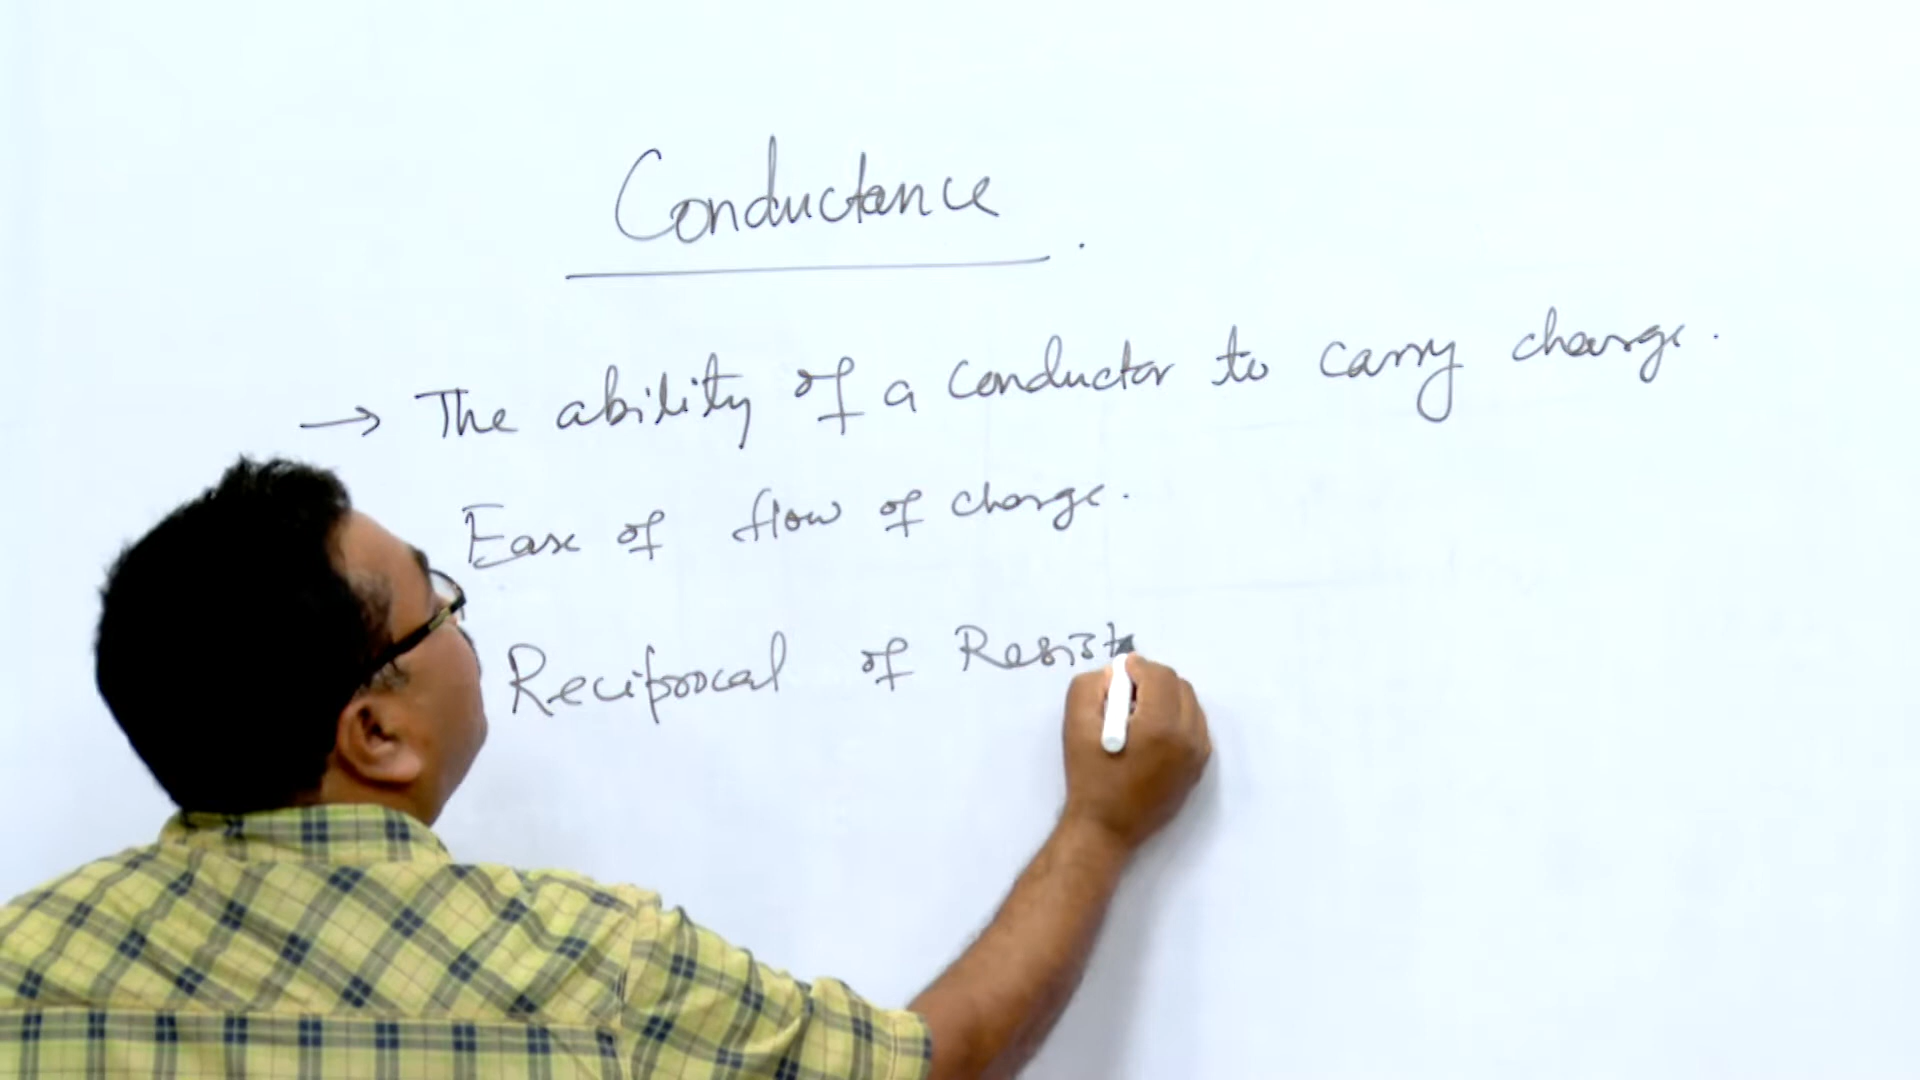 Conductance
→ The ability of a conductor to carry charge.
Ease of flow of charge.
Reciprocal of Resist